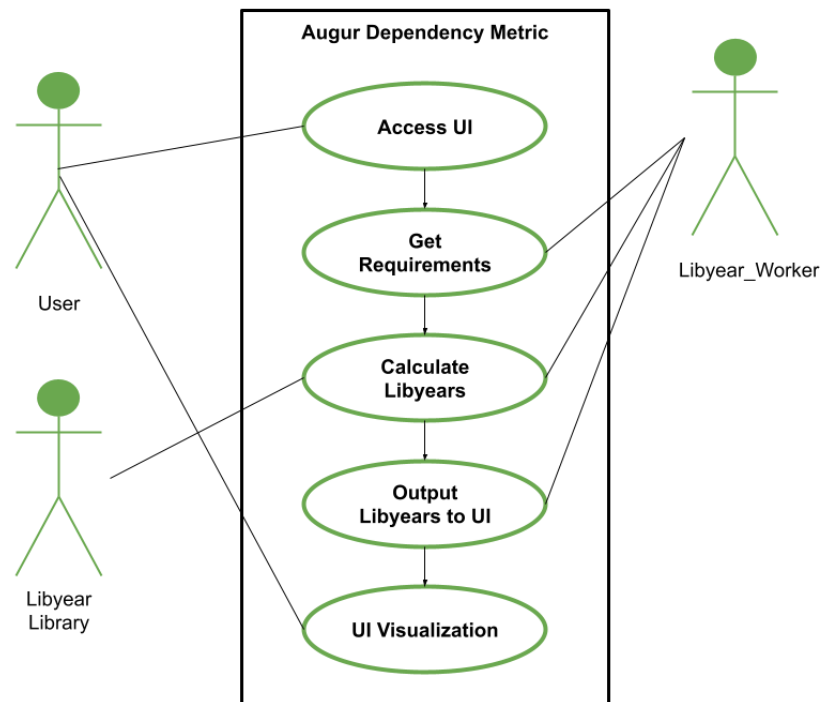 Augur Dependency Metric
Access UI
Get
Requirements
Libyear_Worker
User
Calculate
Libyears
Output
Libyears to UI
Libyear
Library
UI Visualization